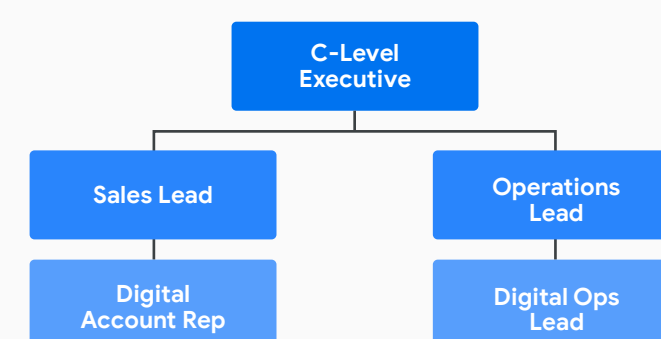 C-Level
Executive
Sales Lead
Operations
Lead
Digital
Account Rep
Digital Ops
Lead